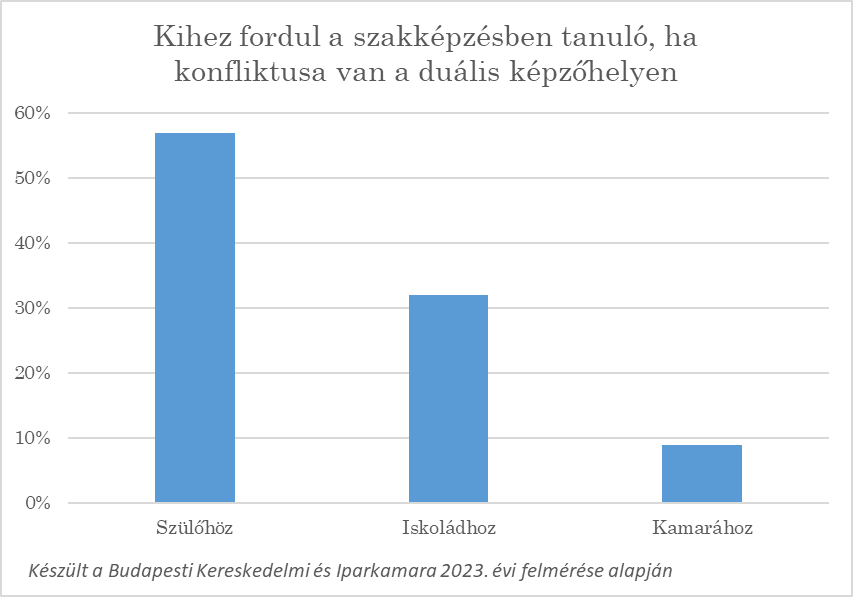 Kihez fordul a szakképzésben tanuló, ha
konfliktusa van a duális képzőhelyen
60%
50%
40%
30%
20%
10%
0%
Szülőhöz
Iskoládhoz
Kamarához
Készült a Budapesti Kereskedelmi és Iparkamara 2023. évi felmérése alapján